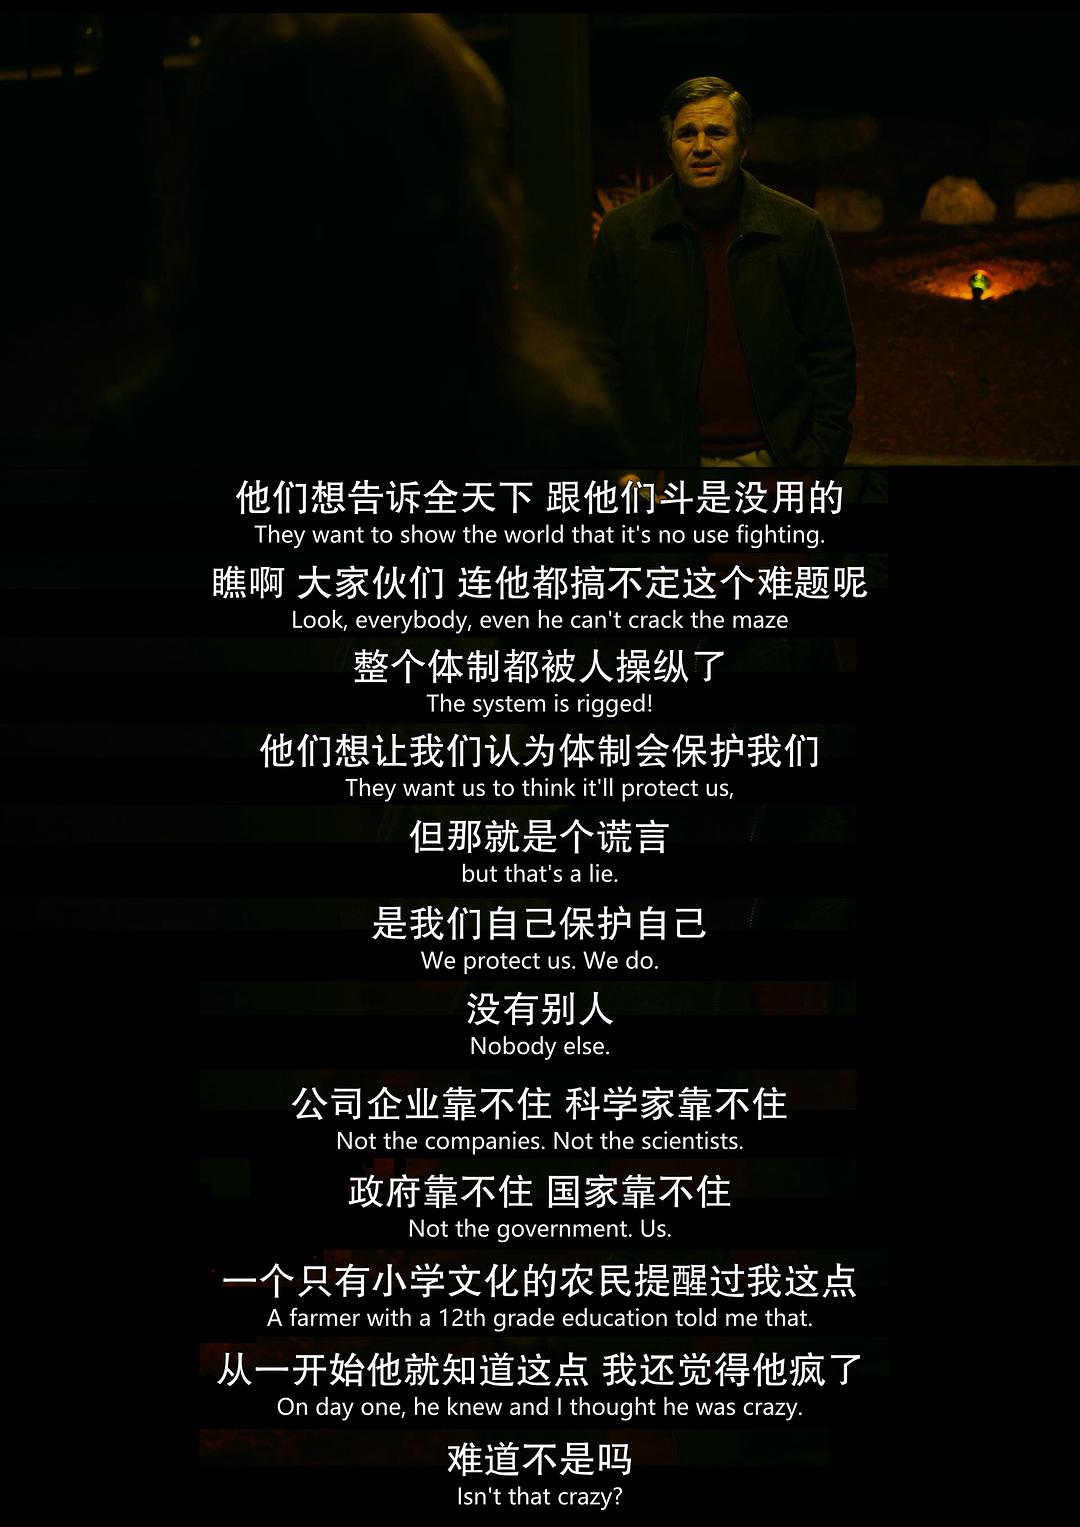 他们想告诉全天下 跟他们斗是没用的
They want to show the world that it's no use fighting.
瞧啊 大家伙们 连他都搞不定这个难题呢
Look, everybody, even he can't crack the maze
整个体制都被人操纵了
The system is rigged!
他们想让我们认为体制会保护我们
They want us to think it'll protect us,
但那就是个谎言
but that's a lie.
是我们自己保护自己
We protect us. We do.
没有别人
Nobody else.
公司企业靠不住 科学家靠不住
Not the companies. Not the scientists.
政府靠不住 国家靠不住
Not the government. Us.
一个只有小学文化的农民提醒过我这点
A farmer with a 12th grade education told me that.
从一开始他就知道这点 我还觉得他疯了
On day one, he knew and I thought he was crazy.
难道不是吗
Isn't that crazy?